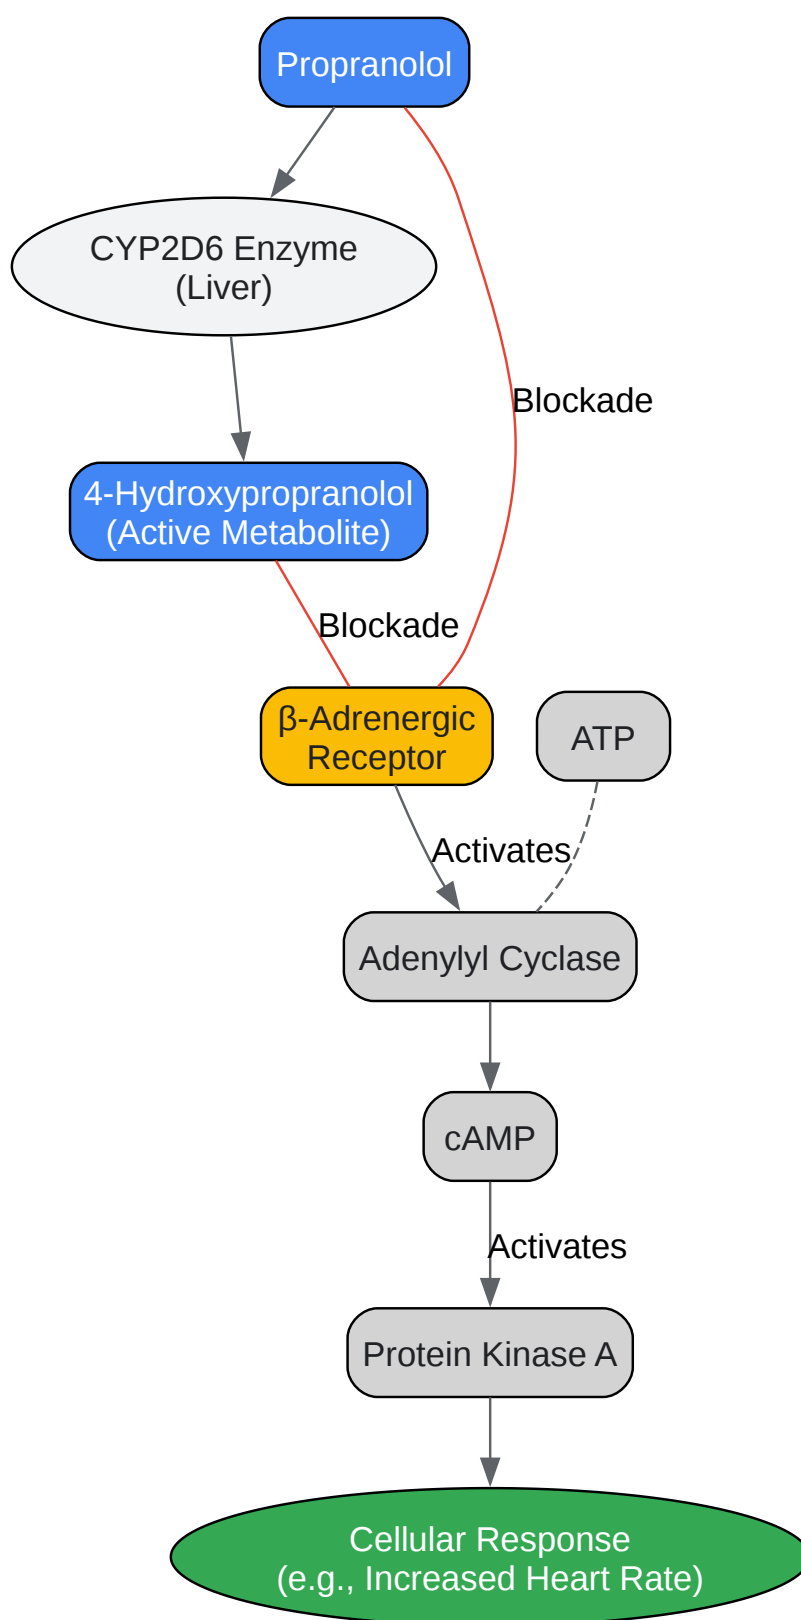 Propranolol
CYP2D6 Enzyme
(Liver)
Blockade
4-Hydroxypropranolol
(Active Metabolite)
Blockade
β-Adrenergic
Receptor
ATP
Activates
Adenylyl Cyclase
cAMP
Activates
Protein Kinase A
Cellular Response
(e.g., Increased Heart Rate)